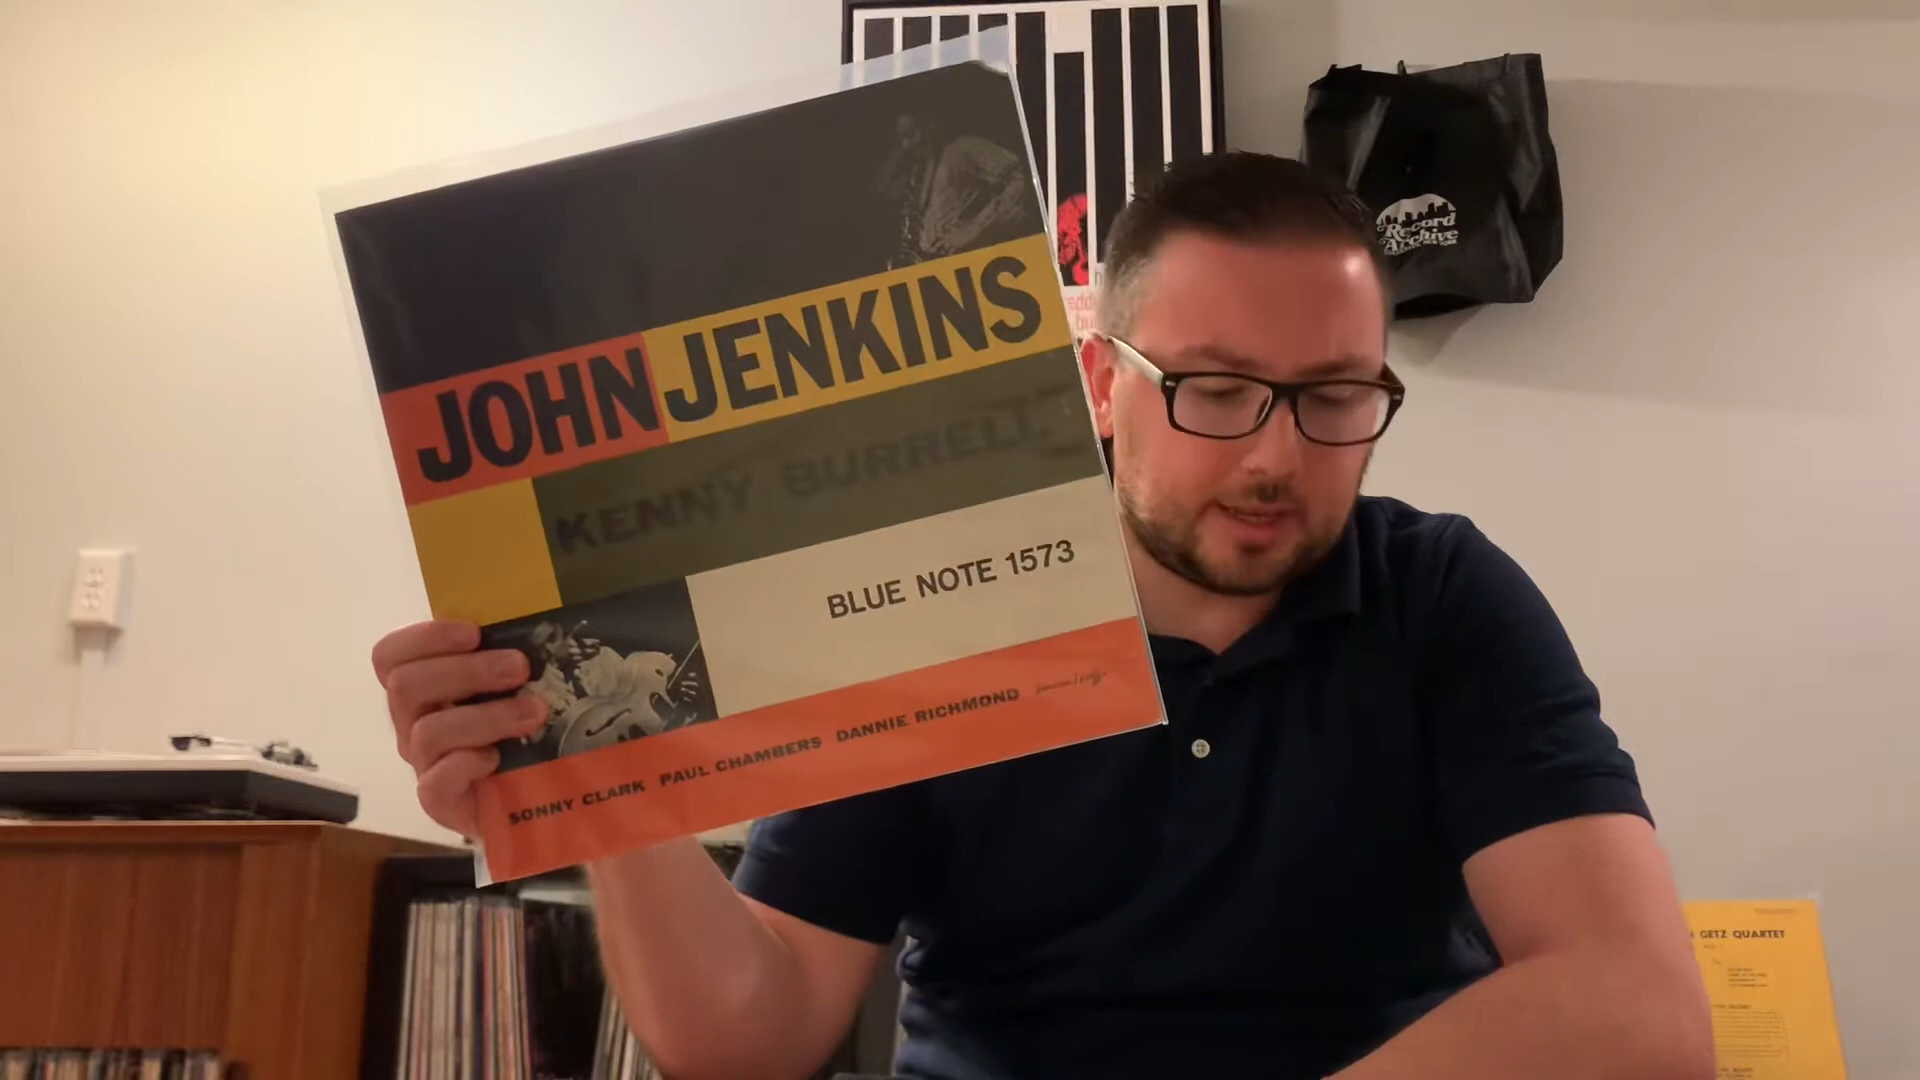 JOHN JENKINS
KENNY BURRELL
BLUE NOTE 1573
SONNY CLARK PAUL CHAMBERS DANNIE RICHMOND
Record
Archive
GETZ QUARTET